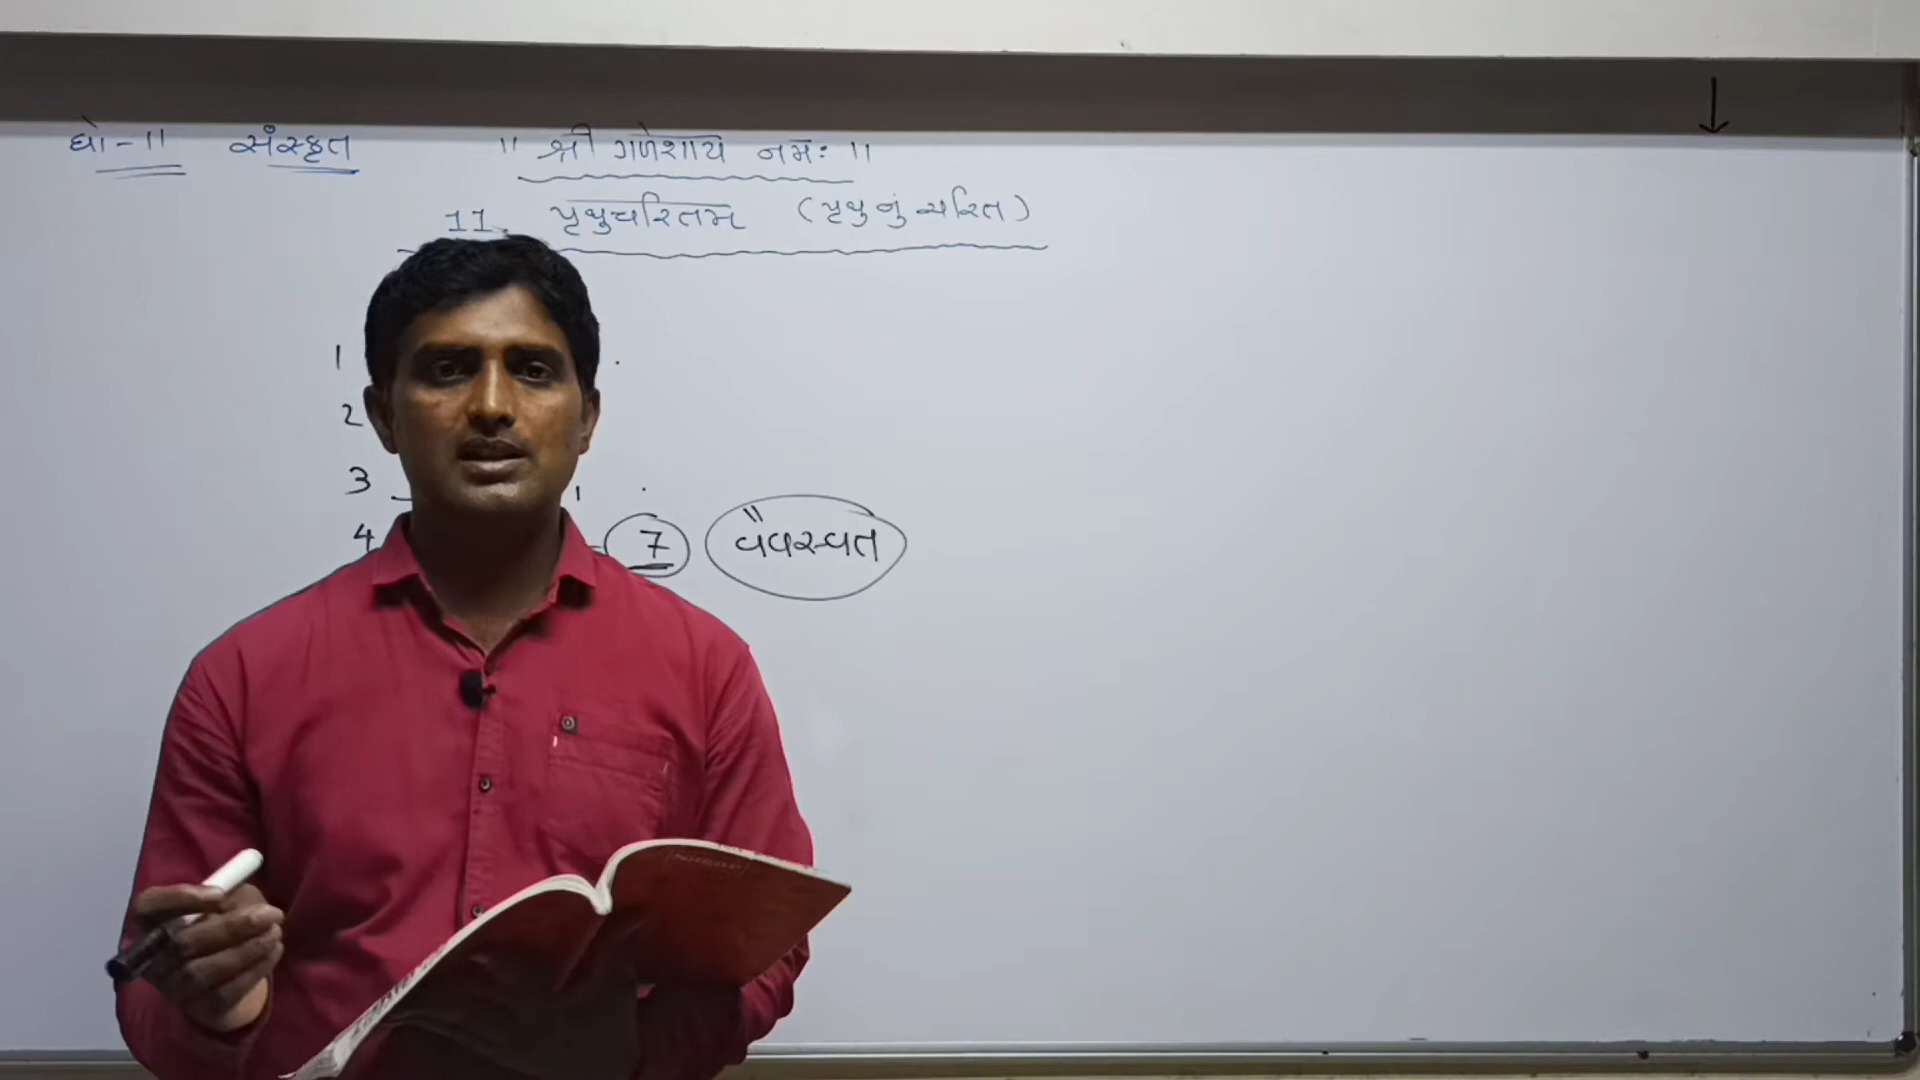 ધો-11 સંસ્કૃત "શ્રી ગણેશાય નમઃ"
11. પૃથુચરિતમ્ (પૃથુનું ચરિત)
1
2
3
4 7 વૈવસ્વત